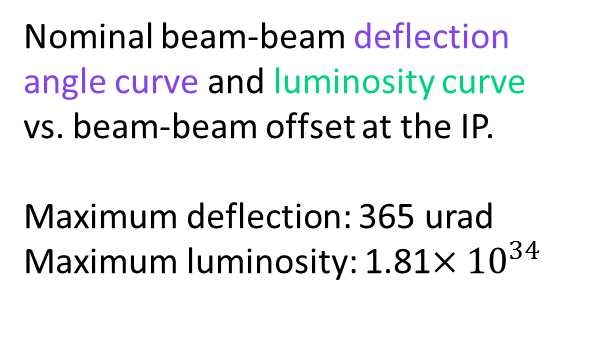 Nominal beam-beam deflection
angle curve and luminosity curve
vs. beam-beam offset at the IP.
Maximum deflection: 365 urad
Maximum luminosity: 1.81× 10³⁴